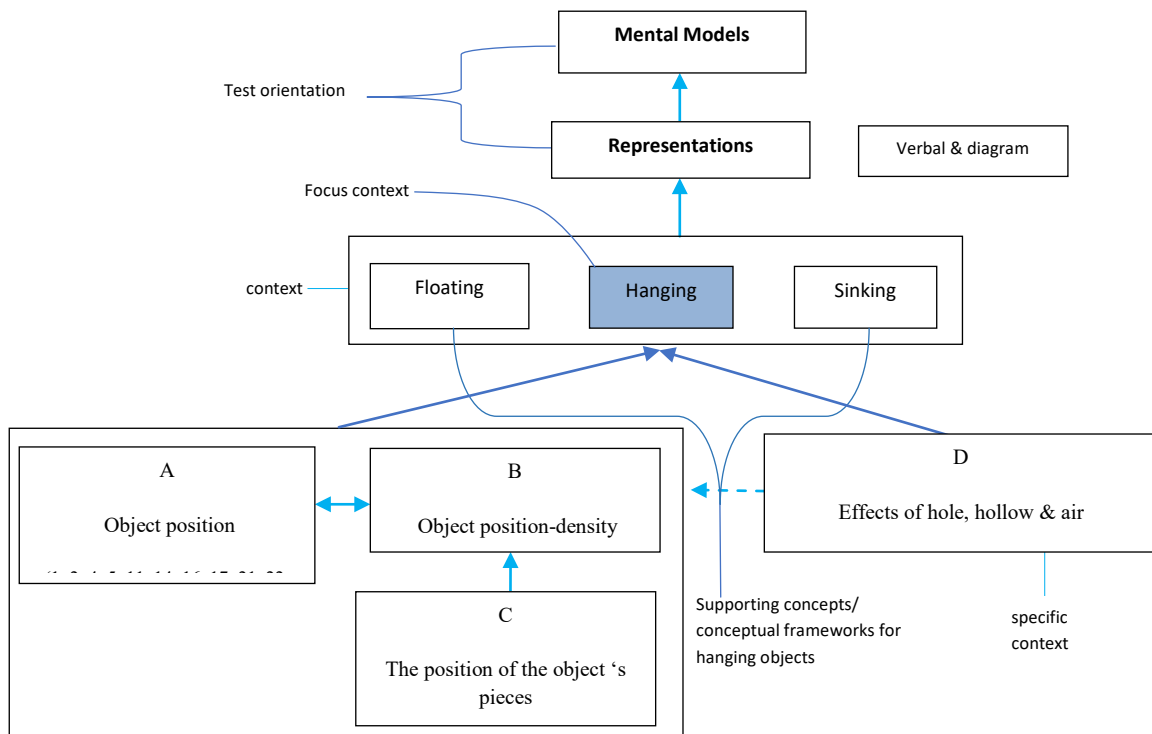 Mental Models
Test orientation
Representations
Verbal & diagram
Focus context
context
Floating
Hanging
Sinking
A
Object position
B
Object position-density
C
The position of the object ‘s
pieces
D
Effects of hole, hollow & air
Supporting concepts/
conceptual frameworks for
hanging objects
specific
context